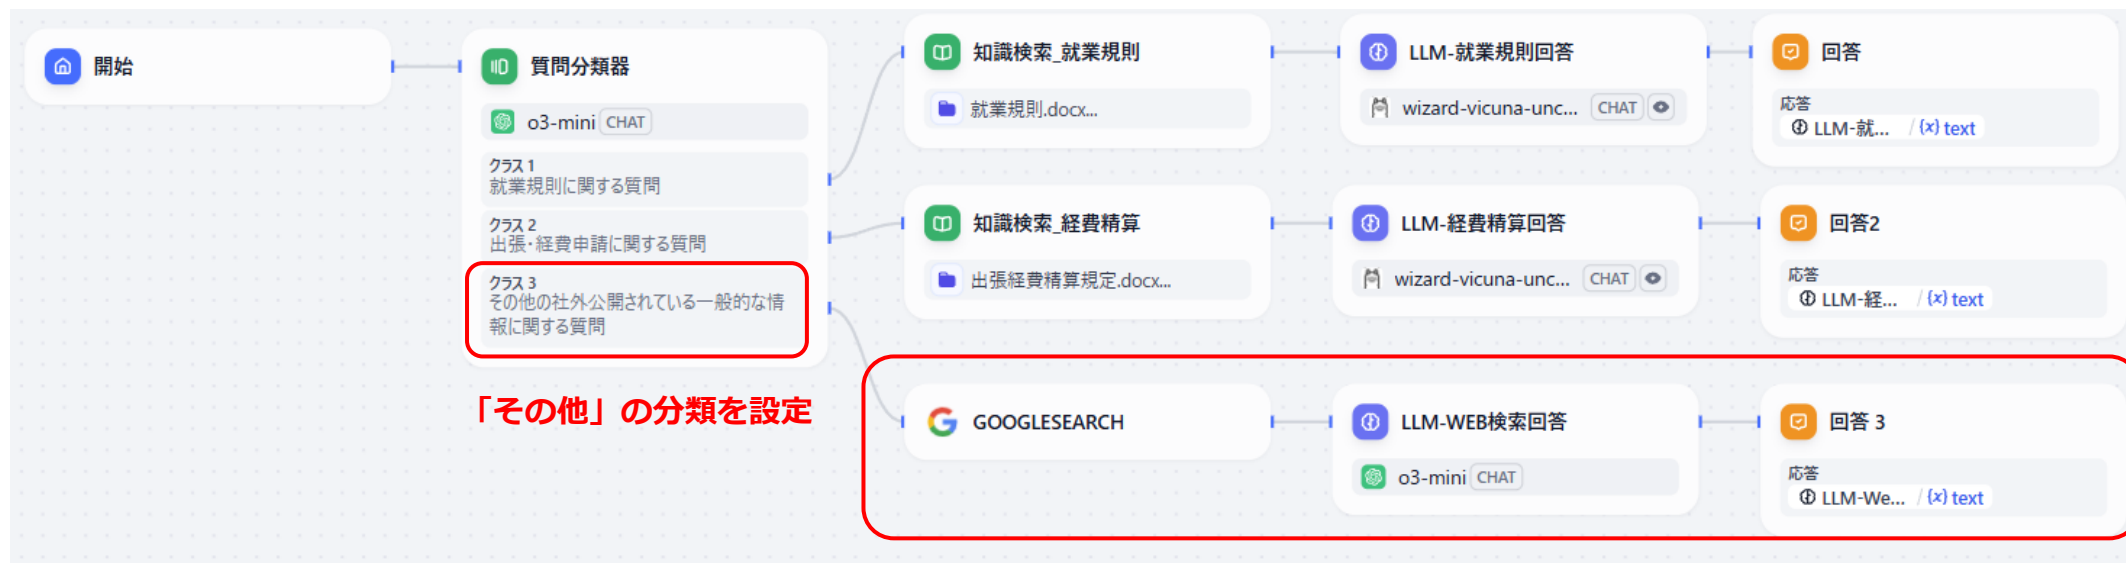 開始
質問分類器
o3-mini CHAT
クラス 1
就業規則に関する質問
クラス 2
出張・経費申請に関する質問
クラス 3
その他の社外公開されている一般的な情
報に関する質問
「その他」の分類を設定
知識検索_就業規則
就業規則.docx...
LLM-就業規則回答
wizard-vicuna-unc... CHAT
回答
応答
LLM-就... / {x} text
知識検索_経費精算
出張経費精算規定.docx...
LLM-経費精算回答
wizard-vicuna-unc... CHAT
回答2
応答
LLM-経... / {x} text
GOOGLESEARCH
LLM-WEB検索回答
o3-mini CHAT
回答 3
応答
LLM-We... / {x} text